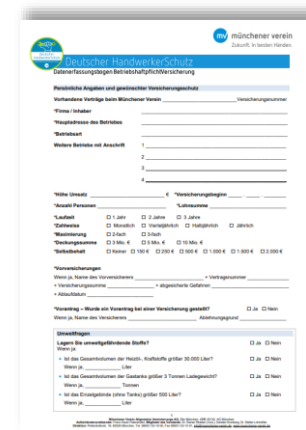 münchener verein
Zukunft. In besten Händen.
Deutscher HandwerkerSchutz
Datenerfassungsbogen BetriebshaftpflichtVersicherung
Persönliche Angaben und gewünschter Versicherungsschutz
Vorhandene Verträge beim Münchener Verein Versicherungsnummer
*Firma / Inhaber
*Hauptadresse des Betriebes
*Betriebsart
Weitere Betriebe mit Anschrift 1
2
3
4
*Höhe Umsatz € *Versicherungsbeginn
*Anzahl Personen *Lohnsumme
*Laufzeit ☐ 1 Jahr ☐ 2 Jahre ☐ 3 Jahre
*Zahlweise ☐ Monatlich ☐ Vierteljährlich ☐ Halbjährlich ☐ Jährlich
*Maximierung ☐ 2-fach ☐ 3-fach
*Deckungssumme ☐ 3 Mio. € ☐ 5 Mio. € ☐ 10 Mio. €
*Selbstbehalt ☐ Keiner ☐ 150 € ☐ 250 € ☐ 500 € ☐ 1.000 € ☐ 1.500 € ☐ 2.000 €
*Vorversicherungen
Wenn ja, Name des Vorversicherers + Vertragsnummer
+ Versicherungssumme + abgesicherte Gefahren
+ Ablaufdatum
*Vorantrag – Wurde ein Vorantrag bei einer Versicherung gestellt? ☐ Ja ☐ Nein
Wenn ja, Name des Versicherers Ablehnungsgrund
Umweltfragen
Lagern Sie umweltgefährdende Stoffe? ☐ Ja ☐ Nein
Wenn ja:
• Ist das Gesamtvolumen der Heizöl-, Kraftstoffe größer 30.000 Liter? ☐ Ja ☐ Nein
Wenn ja, Liter
• Ist das Gesamtvolumen der Gastanks größer 3 Tonnen Ladegewicht? ☐ Ja ☐ Nein
Wenn ja, Tonnen
• Ist das Einzelgebinde (ohne Tanks) größer 500 Liter? ☐ Ja ☐ Nein
Wenn ja, Liter